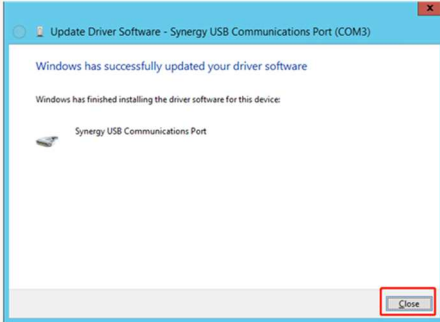 x
Update Driver Software - Synergy USB Communications Port (COM3)
Windows has successfully updated your driver software
Windows has finished installing the driver software for this device:
Synergy USB Communications Port
Close